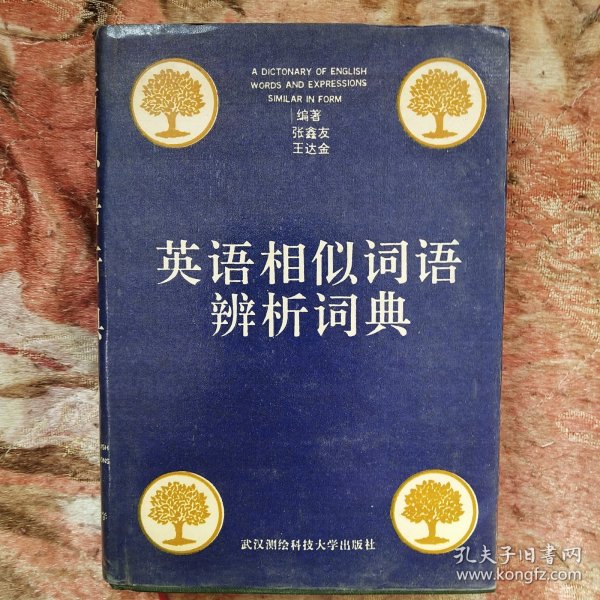 A DICTONARY OF ENGLISH
WORDS AND EXPRESSIONS
SIMILAR IN FORM
编著
张鑫友
王达金
英语相似词语
辨析词典
武汉测绘科技大学出版社
孔夫子旧书网
www.kongfz.com